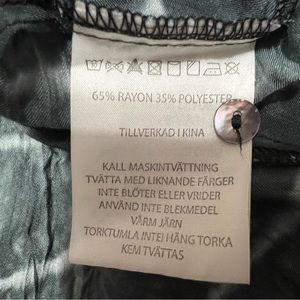 65% RAYON 35% POLYESTER
TILLVERKAD I KINA
KALL MASKINTVÄTTNING
TVÄTTA MED LIKNANDE FÄRGER
INTE BLÖTER ELLER VRIDER
ANVÄND INTE BLEKMEDEL
VÄRM JÄRN
TORKTUMLA INTE! HÄNG TORKA
KEM TVÄTTAS